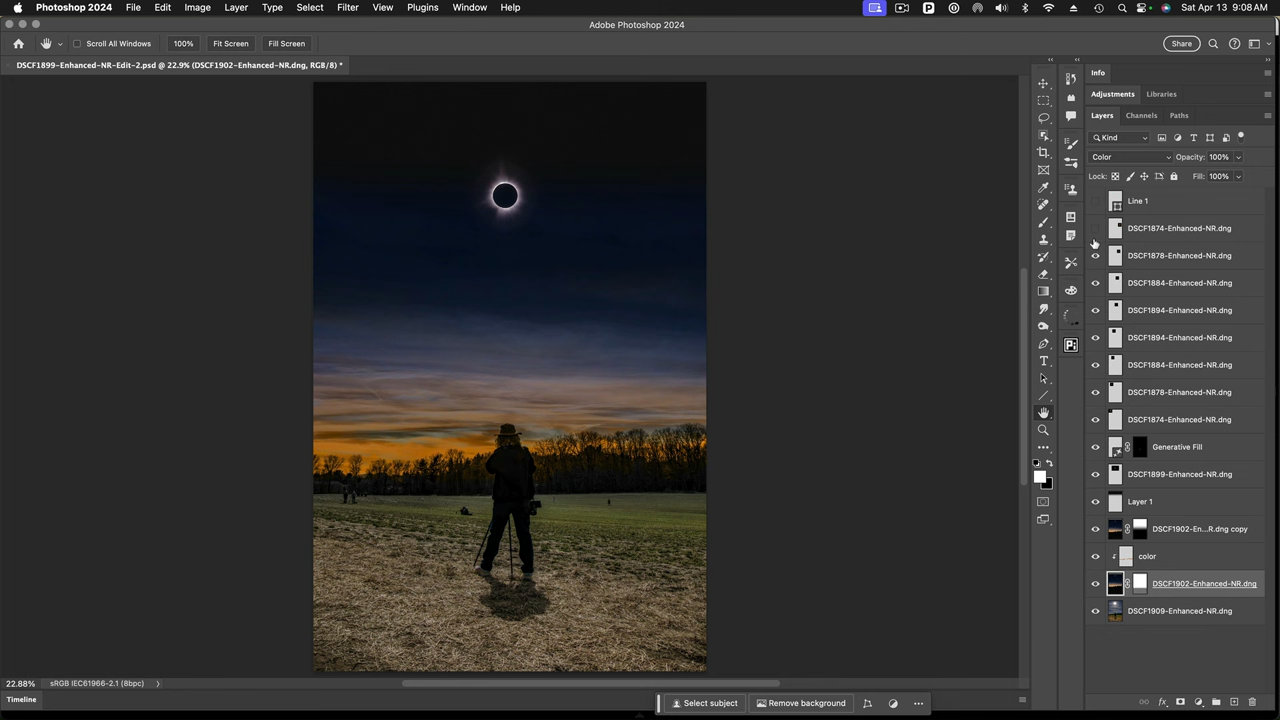 Photoshop 2024 File Edit Image Layer Type Select Filter View Plugins Window Help Sat Apr 13 9:08 AM
Adobe Photoshop 2024
Scroll All Windows 100% Fit Screen Fill Screen Share
DSCF1899-Enhanced-NR-Edit-2.psd @ 22.9% (DSCF1902-Enhanced-NR.dng, RGB/8) *
Info
Adjustments Libraries
Layers Channels Paths
Kind
Color Opacity: 100%
Lock: Fill: 100%
Line 1
DSCF1874-Enhanced-NR.dng
DSCF1878-Enhanced-NR.dng
DSCF1884-Enhanced-NR.dng
DSCF1894-Enhanced-NR.dng
DSCF1894-Enhanced-NR.dng
DSCF1884-Enhanced-NR.dng
DSCF1878-Enhanced-NR.dng
DSCF1874-Enhanced-NR.dng
Generative Fill
DSCF1899-Enhanced-NR.dng
Layer 1
DSCF1902-En...R.dng copy
color
DSCF1902-Enhanced-NR.dng
DSCF1909-Enhanced-NR.dng
22.88% sRGB IEC61966-2.1 (8bpc)
Timeline
Select subject Remove background